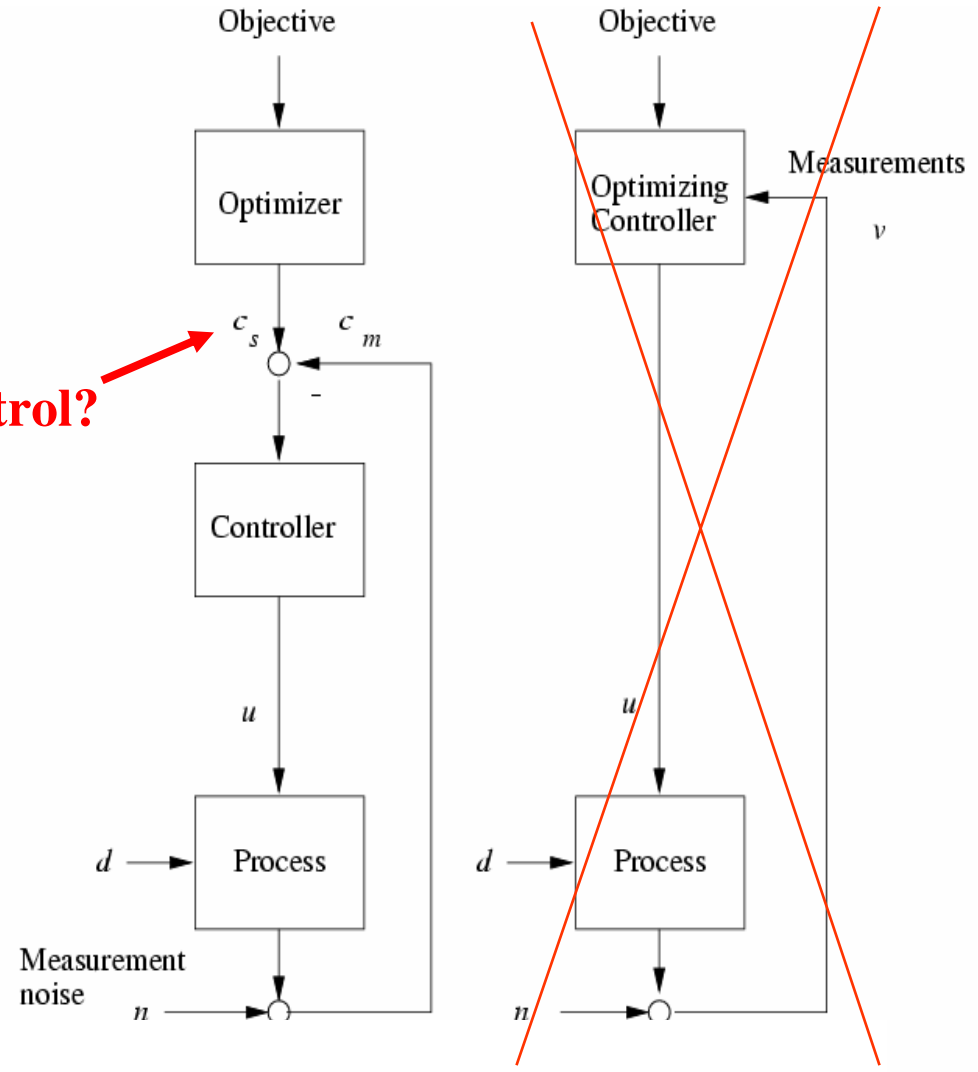 Objective
Optimizer
c s
c m
-
trol?
Controller
u
d
Process
Measurement
noise
n
Objective
Measurements
Optimizing
Controller
v
u
d
Process
n